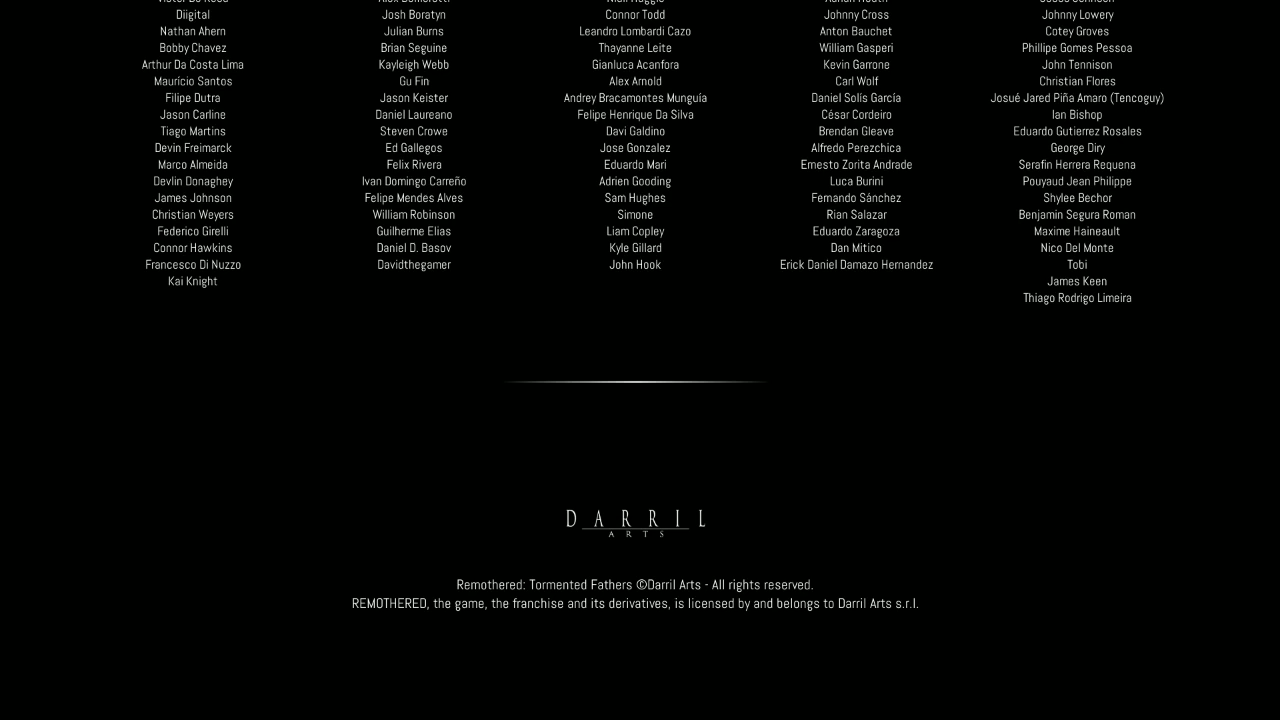 Diigital
Nathan Ahern
Bobby Chavez
Arthur Da Costa Lima
Maurício Santos
Filipe Dutra
Jason Carline
Tiago Martins
Devin Freimarck
Marco Almeida
Devlin Donaghey
James Johnson
Christian Weyers
Federico Girelli
Connor Hawkins
Francesco Di Nuzzo
Kai Knight
Josh Boratyn
Julian Burns
Brian Seguine
Kayleigh Webb
Gu Fin
Jason Keister
Daniel Laureano
Steven Crowe
Ed Gallegos
Felix Rivera
Ivan Domingo Carreño
Felipe Mendes Alves
William Robinson
Guilherme Elias
Daniel D. Basov
Davidthegamer
Connor Todd
Leandro Lombardi Cazo
Thayanne Leite
Gianluca Acanfora
Alex Arnold
Andrey Bracamontes Munguía
Felipe Henrique Da Silva
Davi Galdino
Jose Gonzalez
Eduardo Mari
Adrien Gooding
Sam Hughes
Simone
Liam Copley
Kyle Gillard
John Hook
Johnny Cross
Anton Bauchet
William Gasperi
Kevin Garrone
Carl Wolf
Daniel Solís García
César Cordeiro
Brendan Gleave
Alfredo Perezchica
Ernesto Zorita Andrade
Luca Burini
Fernando Sánchez
Rian Salazar
Eduardo Zaragoza
Dan Mitico
Erick Daniel Damazo Hernandez
Johnny Lowery
Cotey Groves
Phillipe Gomes Pessoa
John Tennison
Christian Flores
Josué Jared Piña Amaro (Tencoguy)
Ian Bishop
Eduardo Gutierrez Rosales
George Diry
Serafin Herrera Requena
Pouyaud Jean Philippe
Shylee Bechor
Benjamin Segura Roman
Maxime Haineault
Nico Del Monte
Tobi
James Keen
Thiago Rodrigo Limeira
DARRIL
ARTS
Remothered: Tormented Fathers ©Darril Arts - All rights reserved.
REMOTHERED, the game, the franchise and its derivatives, is licensed by and belongs to Darril Arts s.r.l.